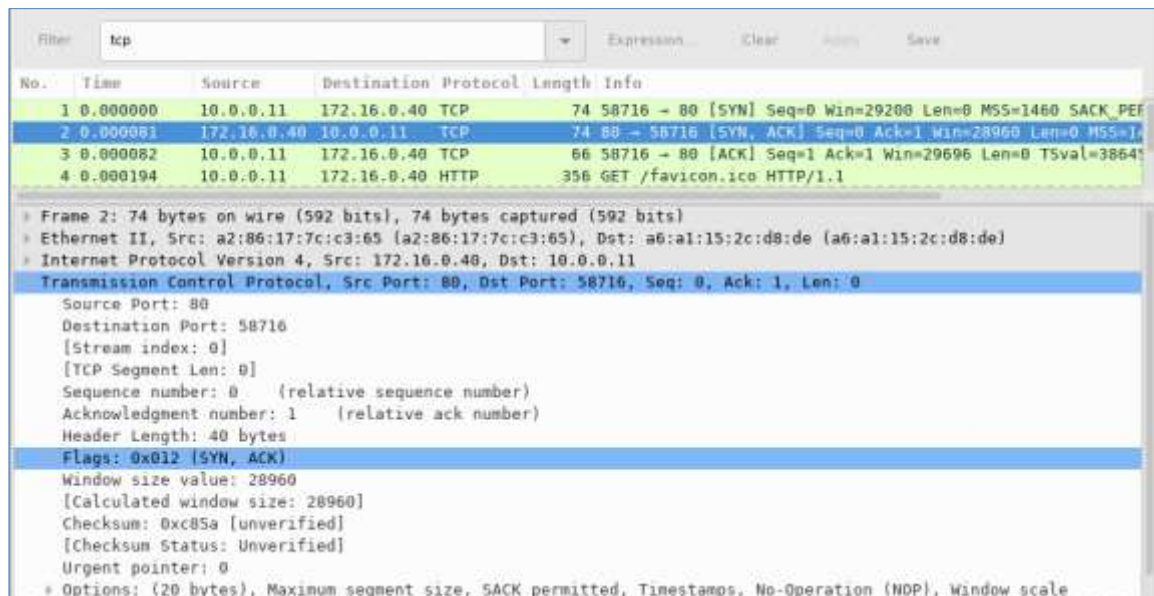 Filter tcp Expression... Clear Apply Save
No. Time Source Destination Protocol Length Info
1 0.000000 10.0.0.11 172.16.0.40 TCP 74 58716 → 80 [SYN] Seq=0 Win=29200 Len=0 MSS=1460 SACK_PER
2 0.000081 172.16.0.40 10.0.0.11 TCP 74 80 → 58716 [SYN, ACK] Seq=0 Ack=1 Win=28960 Len=0 MSS=14
3 0.000082 10.0.0.11 172.16.0.40 TCP 66 58716 → 80 [ACK] Seq=1 Ack=1 Win=29696 Len=0 TSval=38645
4 0.000194 10.0.0.11 172.16.0.40 HTTP 356 GET /favicon.ico HTTP/1.1
Frame 2: 74 bytes on wire (592 bits), 74 bytes captured (592 bits)
Ethernet II, Src: a2:86:17:7c:c3:65 (a2:86:17:7c:c3:65), Dst: a6:a1:15:2c:d8:de (a6:a1:15:2c:d8:de)
Internet Protocol Version 4, Src: 172.16.0.40, Dst: 10.0.0.11
Transmission Control Protocol, Src Port: 80, Dst Port: 58716, Seq: 0, Ack: 1, Len: 0
Source Port: 80
Destination Port: 58716
[Stream index: 0]
[TCP Segment Len: 0]
Sequence number: 0 (relative sequence number)
Acknowledgment number: 1 (relative ack number)
Header Length: 40 bytes
Flags: 0x012 (SYN, ACK)
Window size value: 28960
[Calculated window size: 28960]
Checksum: 0xc85a [unverified]
[Checksum Status: Unverified]
Urgent pointer: 0
Options: (20 bytes), Maximum segment size, SACK permitted, Timestamps, No-Operation (NOP), Window scale